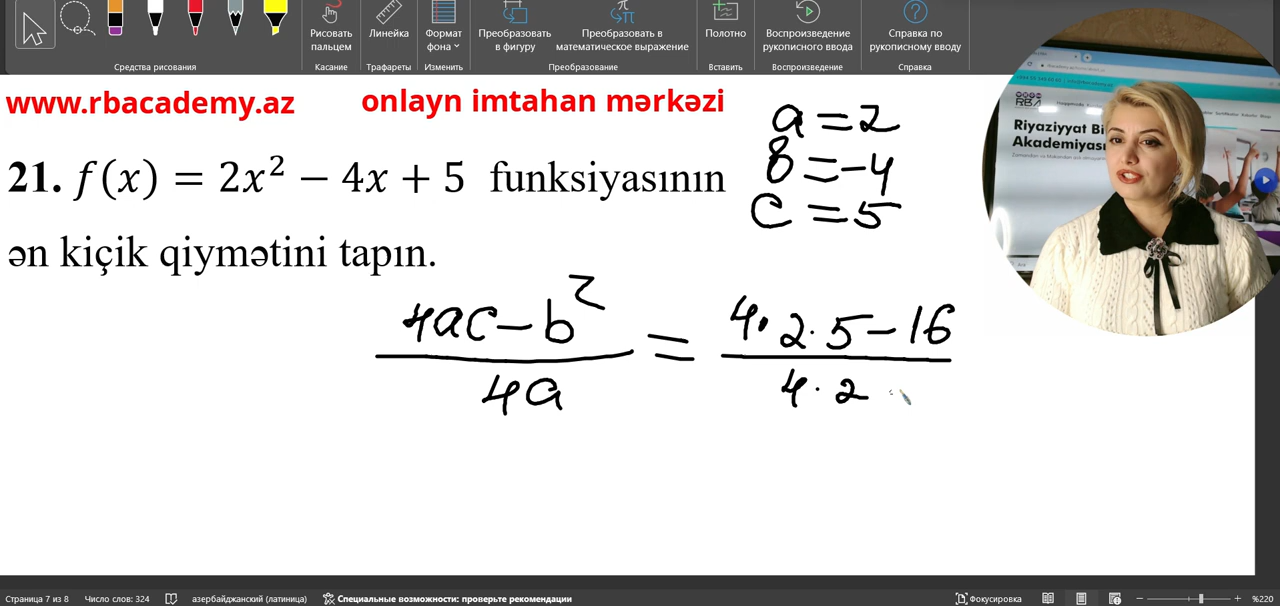 Рисовать пальцем
Линейка
Формат фона
Преобразовать в фигуру
Преобразовать в математическое выражение
Полотно
Воспроизведение рукописного ввода
Справка по рукописному вводу
Средства рисования
Касание
Трафареты
Изменить
Преобразование
Вставить
Воспроизведение
Справка
www.rbacademy.az onlayn imtahan mərkəzi
21. f(x) = 2x² − 4x + 5 funksiyasının
ən kiçik qiymətini tapın.
a = 2
b = -4
c = 5
(4ac − b²)/(4a) = (4 · 2 · 5 − 16)/(4 · 2
RBA
Riyaziyyat Bi
Akademiyası
Страница 7 из 8 Число слов: 324 азербайджанский (латиница) Специальные возможности: проверьте рекомендации Фокусировка − + %220